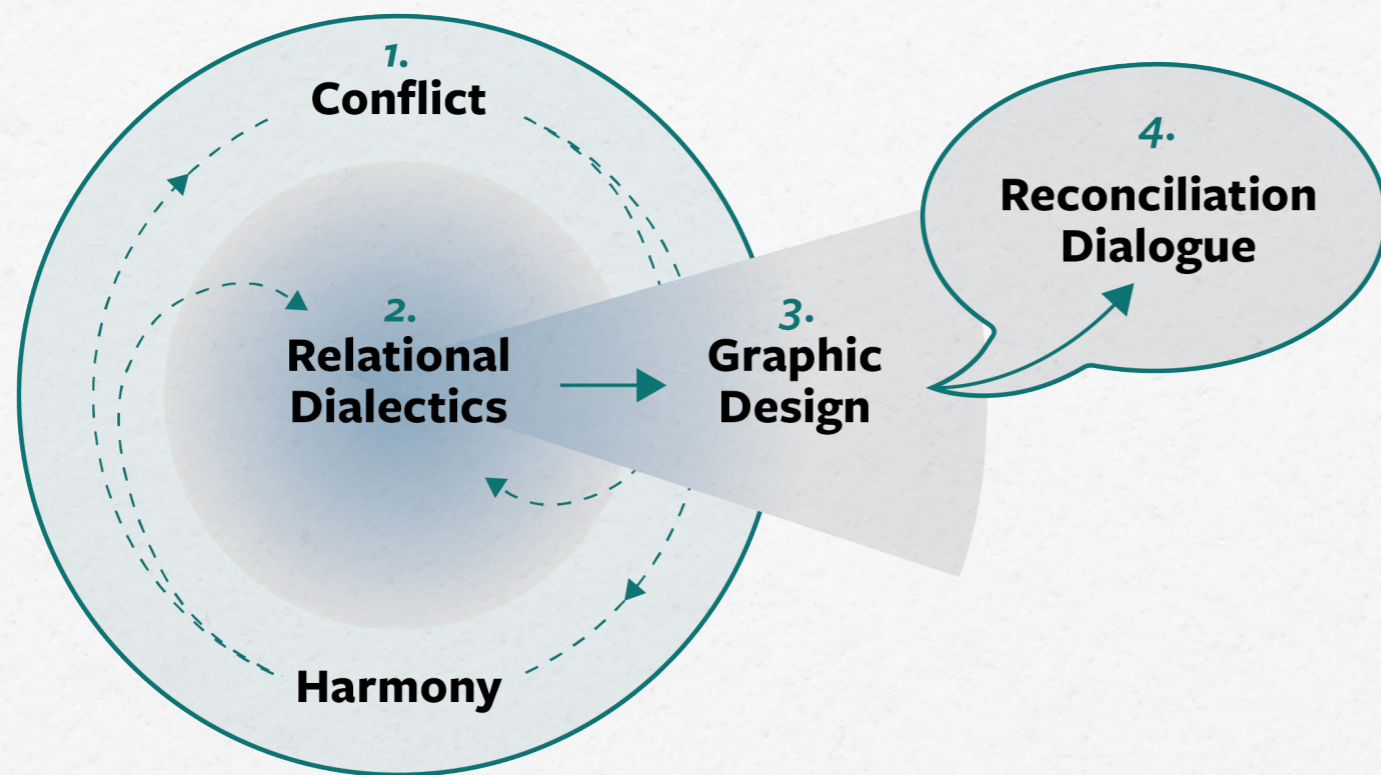 1.
Conflict
2.
Relational
Dialectics
3.
Graphic
Design
4.
Reconciliation
Dialogue
Harmony